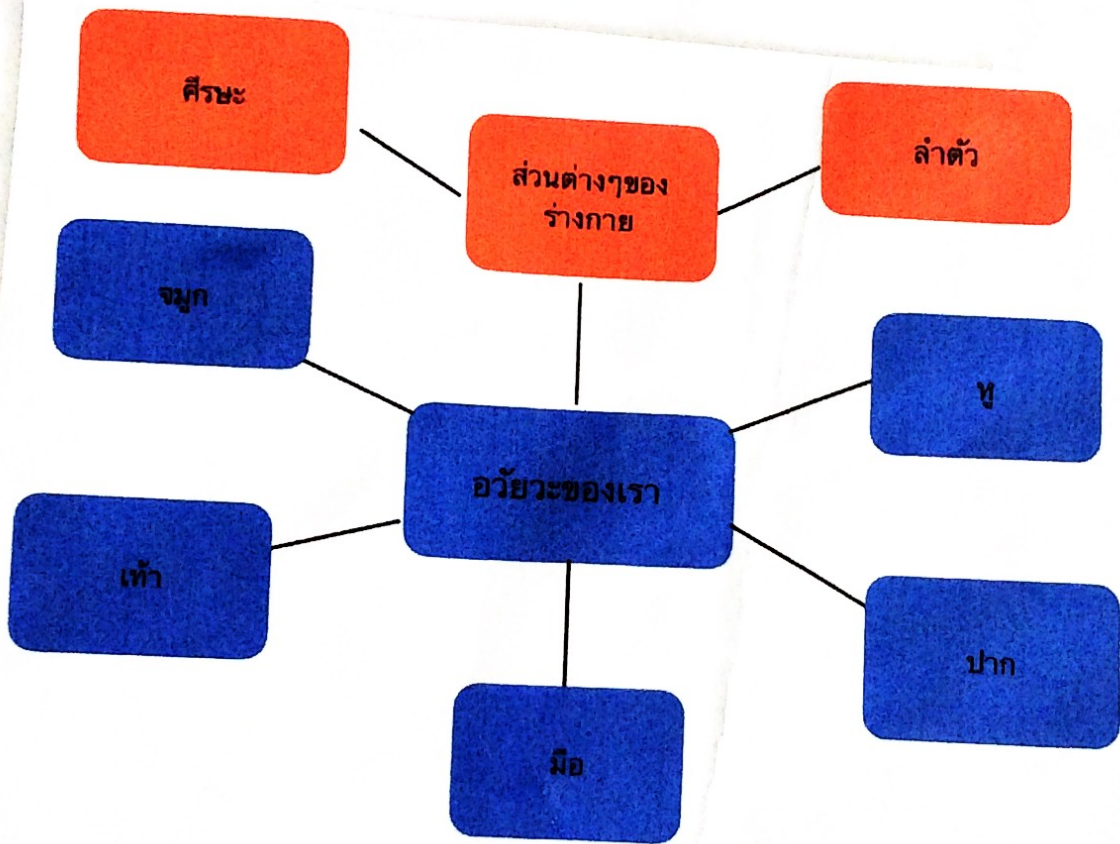 ศีรษะ
ส่วนต่างๆของ
ร่างกาย
ลำตัว
จมูก
หู
อวัยวะของเรา
เท้า
ปาก
มือ